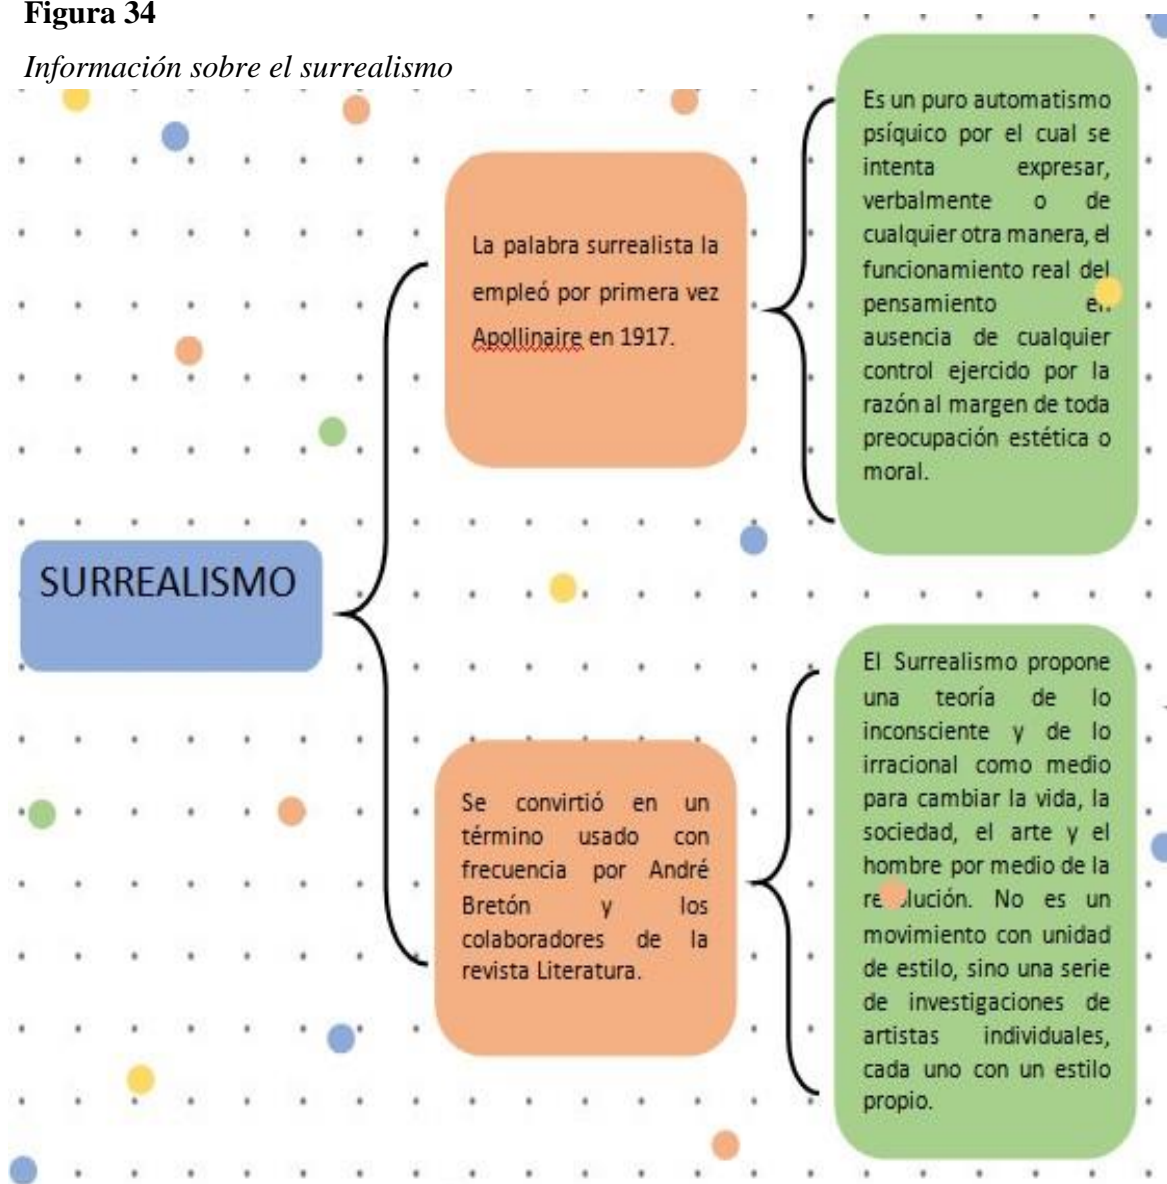 Figura 34
Información sobre el surrealismo
SURREALISMO
La palabra surrealista la
empleó por primera vez
Apollinaire en 1917.
Es un puro automatismo
psíquico por el cual se
intenta expresar,
verbalmente o de
cualquier otra manera, el
funcionamiento real del
pensamiento en
ausencia de cualquier
control ejercido por la
razón al margen de toda
preocupación estética o
moral.
Se convirtió en un
término usado con
frecuencia por André
Bretón y los
colaboradores de la
revista Literatura.
El Surrealismo propone
una teoría de lo
inconsciente y de lo
irracional como medio
para cambiar la vida, la
sociedad, el arte y el
hombre por medio de la
revolución. No es un
movimiento con unidad
de estilo, sino una serie
de investigaciones de
artistas individuales,
cada uno con un estilo
propio.